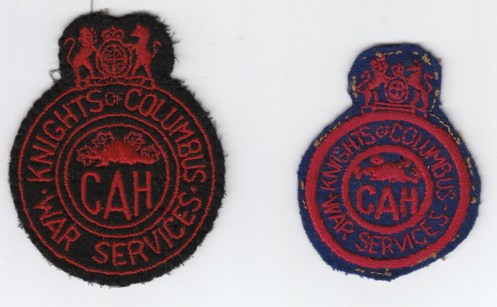 KNIGHTS OF COLUMBUS
CAH
· WAR SERVICES ·
KNIGHTS OF COLUMBUS
CAH
· WAR SERVICES ·